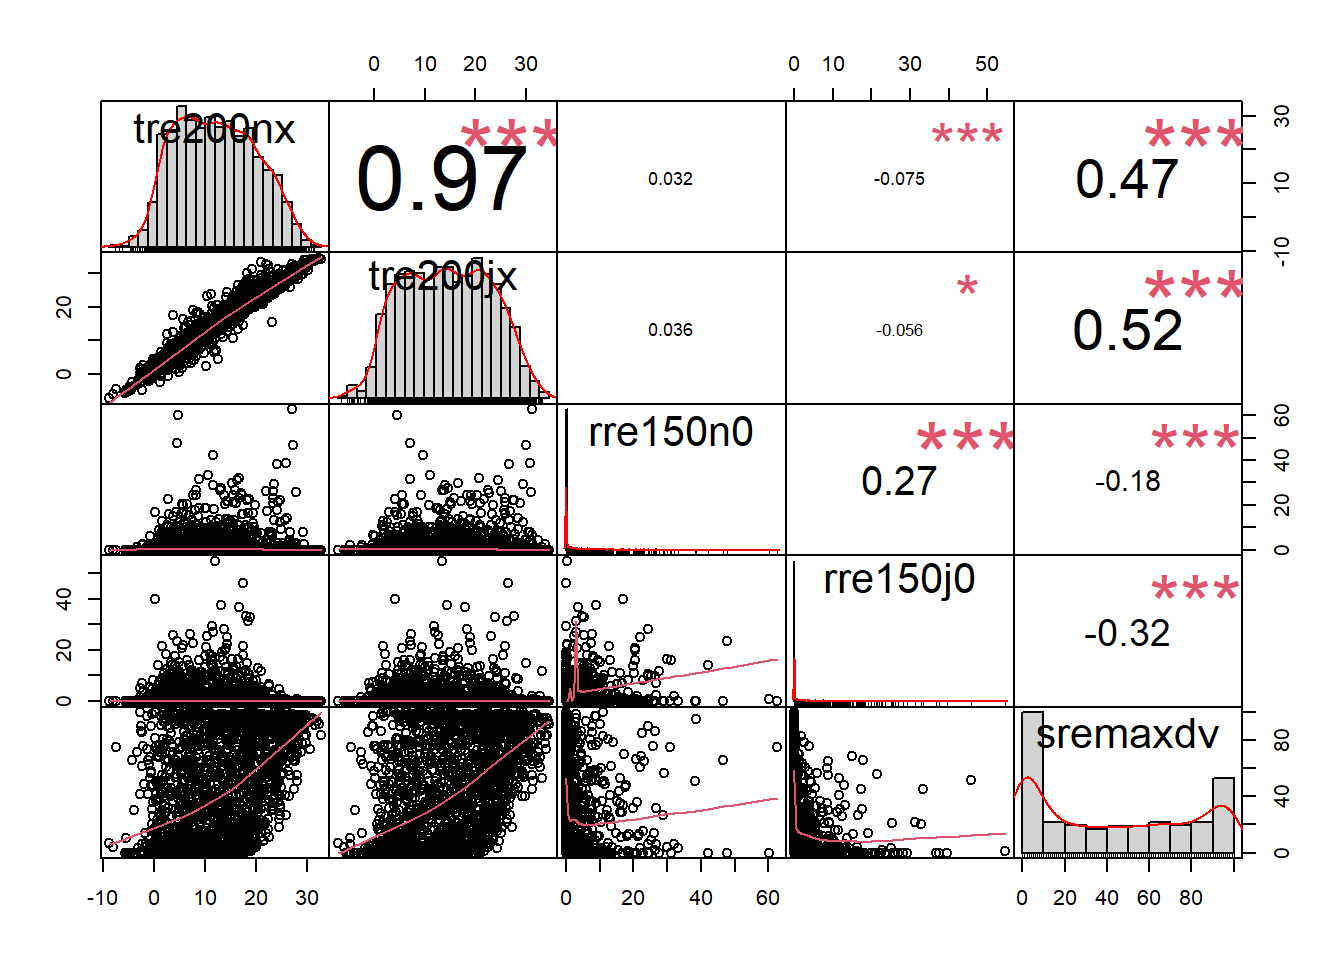 0 10 20 30 0 10 30 50
tre200nx *** 0.97 0.032 *** -0.075 *** 0.47 -10 10 30
0 20 tre200jx 0.036 * -0.056 *** 0.52
rre150n0 *** 0.27 *** -0.18 0 20 40 60
0 20 40 rre150j0 *** -0.32
sremaxdv 0 40 80
-10 0 10 20 30 0 20 40 60 0 20 40 60 80